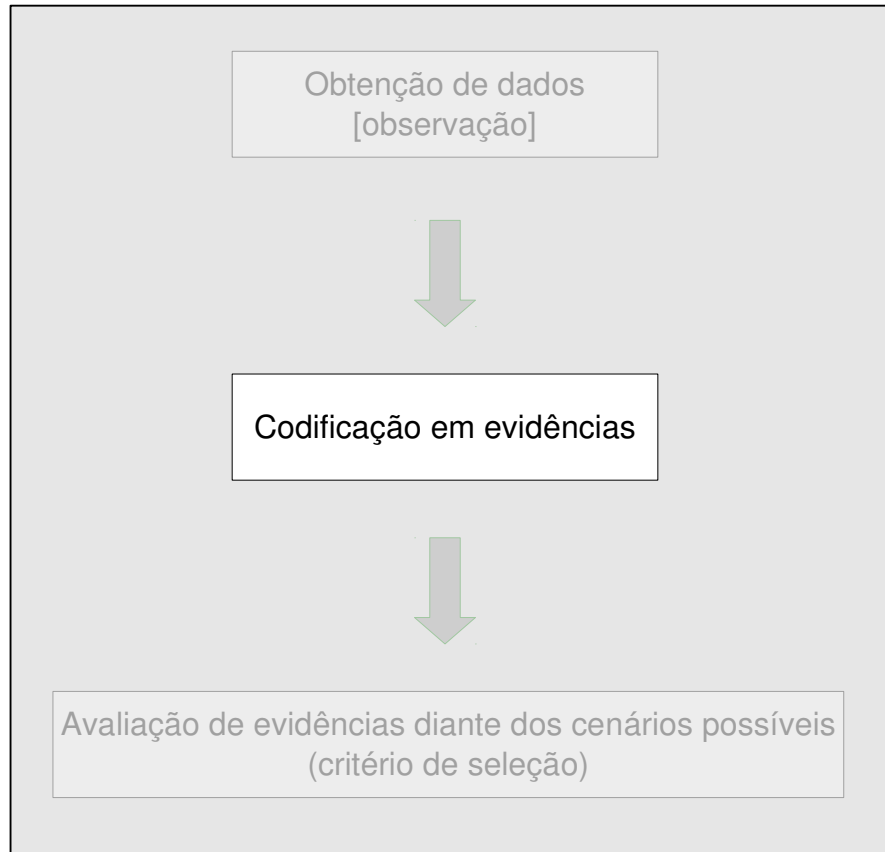 Obtenção de dados
[observação]
Codificação em evidências
Avaliação de evidências diante dos cenários possíveis
(critério de seleção)